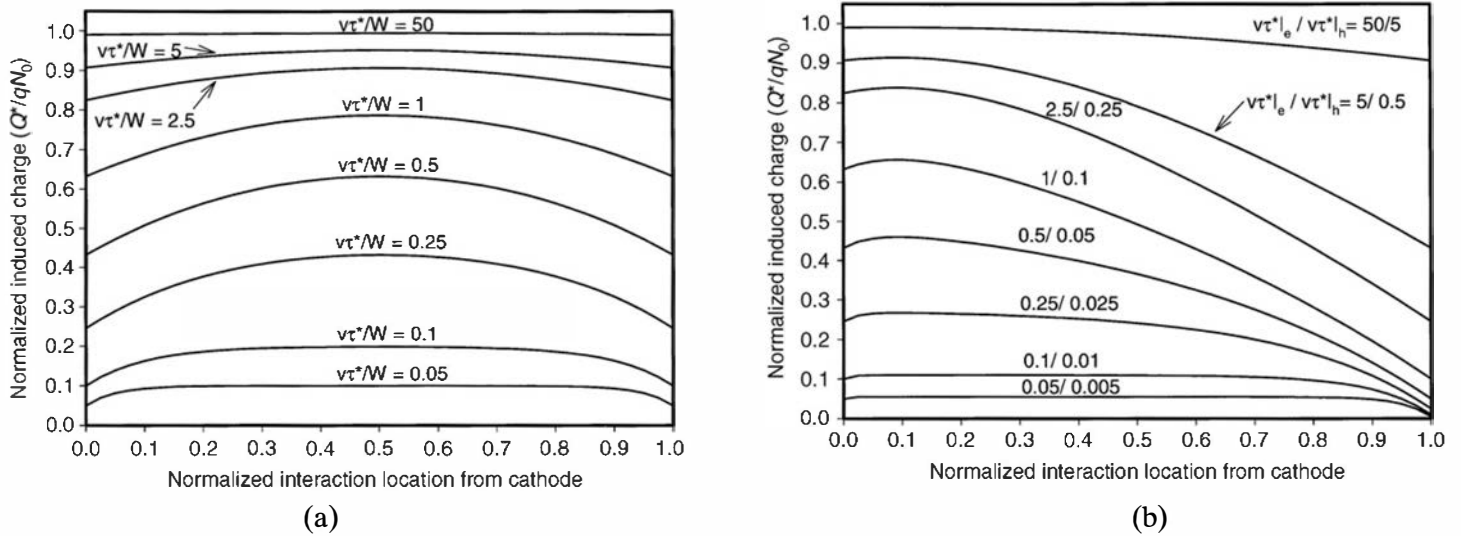 Normalized induced charge (Q*/qN₀)
1.0
0.9
0.8
0.7
0.6
0.5
0.4
0.3
0.2
0.1
0.0
vτ*/W = 50
vτ*/W = 5
vτ*/W = 2.5
vτ*/W = 1
vτ*/W = 0.5
vτ*/W = 0.25
vτ*/W = 0.1
vτ*/W = 0.05
0.0 0.1 0.2 0.3 0.4 0.5 0.6 0.7 0.8 0.9 1.0
Normalized interaction location from cathode
(a)
Normalized induced charge (Q*/qN₀)
1.0
0.9
0.8
0.7
0.6
0.5
0.4
0.3
0.2
0.1
0.0
vτ*|e / vτ*|h= 50/5
vτ*|e / vτ*|h= 5/ 0.5
2.5/ 0.25
1/ 0.1
0.5/ 0.05
0.25/ 0.025
0.1/ 0.01
0.05/ 0.005
0.0 0.1 0.2 0.3 0.4 0.5 0.6 0.7 0.8 0.9 1.0
Normalized interaction location from cathode
(b)